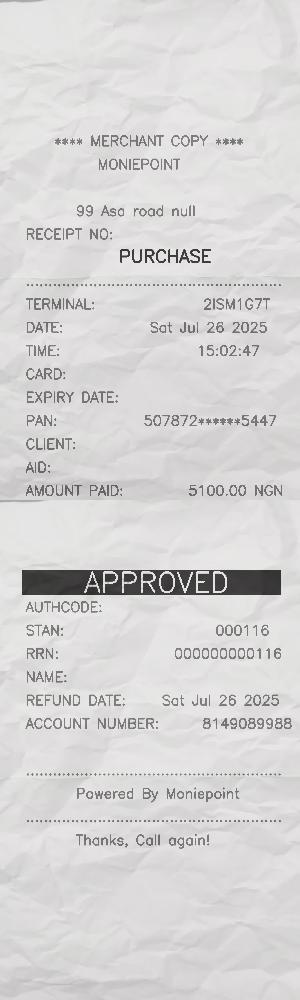 **** MERCHANT COPY ****
MONIEPOINT
99 Asa road null
RECEIPT NO:
PURCHASE
TERMINAL: 2ISM1G7T
DATE: Sat Jul 26 2025
TIME: 15:02:47
CARD:
EXPIRY DATE:
PAN: 507872******5447
CLIENT:
AID:
AMOUNT PAID: 5100.00 NGN
APPROVED
AUTHCODE:
STAN: 000116
RRN: 000000000116
NAME:
REFUND DATE: Sat Jul 26 2025
ACCOUNT NUMBER: 8149089988
Powered By Moniepoint
Thanks, Call again!